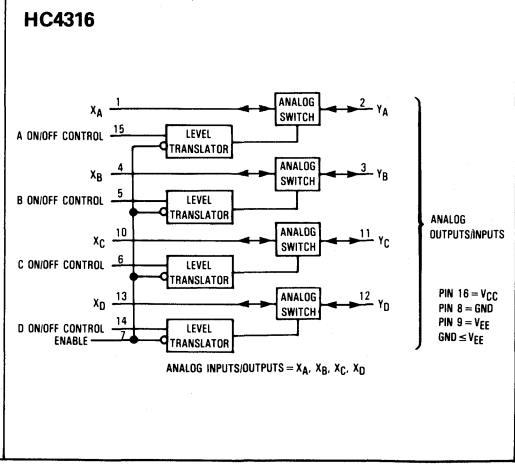 HC4316
XA 1 ANALOG SWITCH 2 YA
A ON/OFF CONTROL 15 LEVEL TRANSLATOR
XB 4 ANALOG SWITCH 3 YB
B ON/OFF CONTROL 5 LEVEL TRANSLATOR
XC 10 ANALOG SWITCH 11 YC
C ON/OFF CONTROL 6 LEVEL TRANSLATOR
XD 13 ANALOG SWITCH 12 YD
D ON/OFF CONTROL 14 LEVEL TRANSLATOR
ENABLE 7
ANALOG
OUTPUTS/INPUTS
PIN 16 = VCC
PIN 8 = GND
PIN 9 = VEE
GND ≤ VEE
ANALOG INPUTS/OUTPUTS = XA, XB, XC, XD